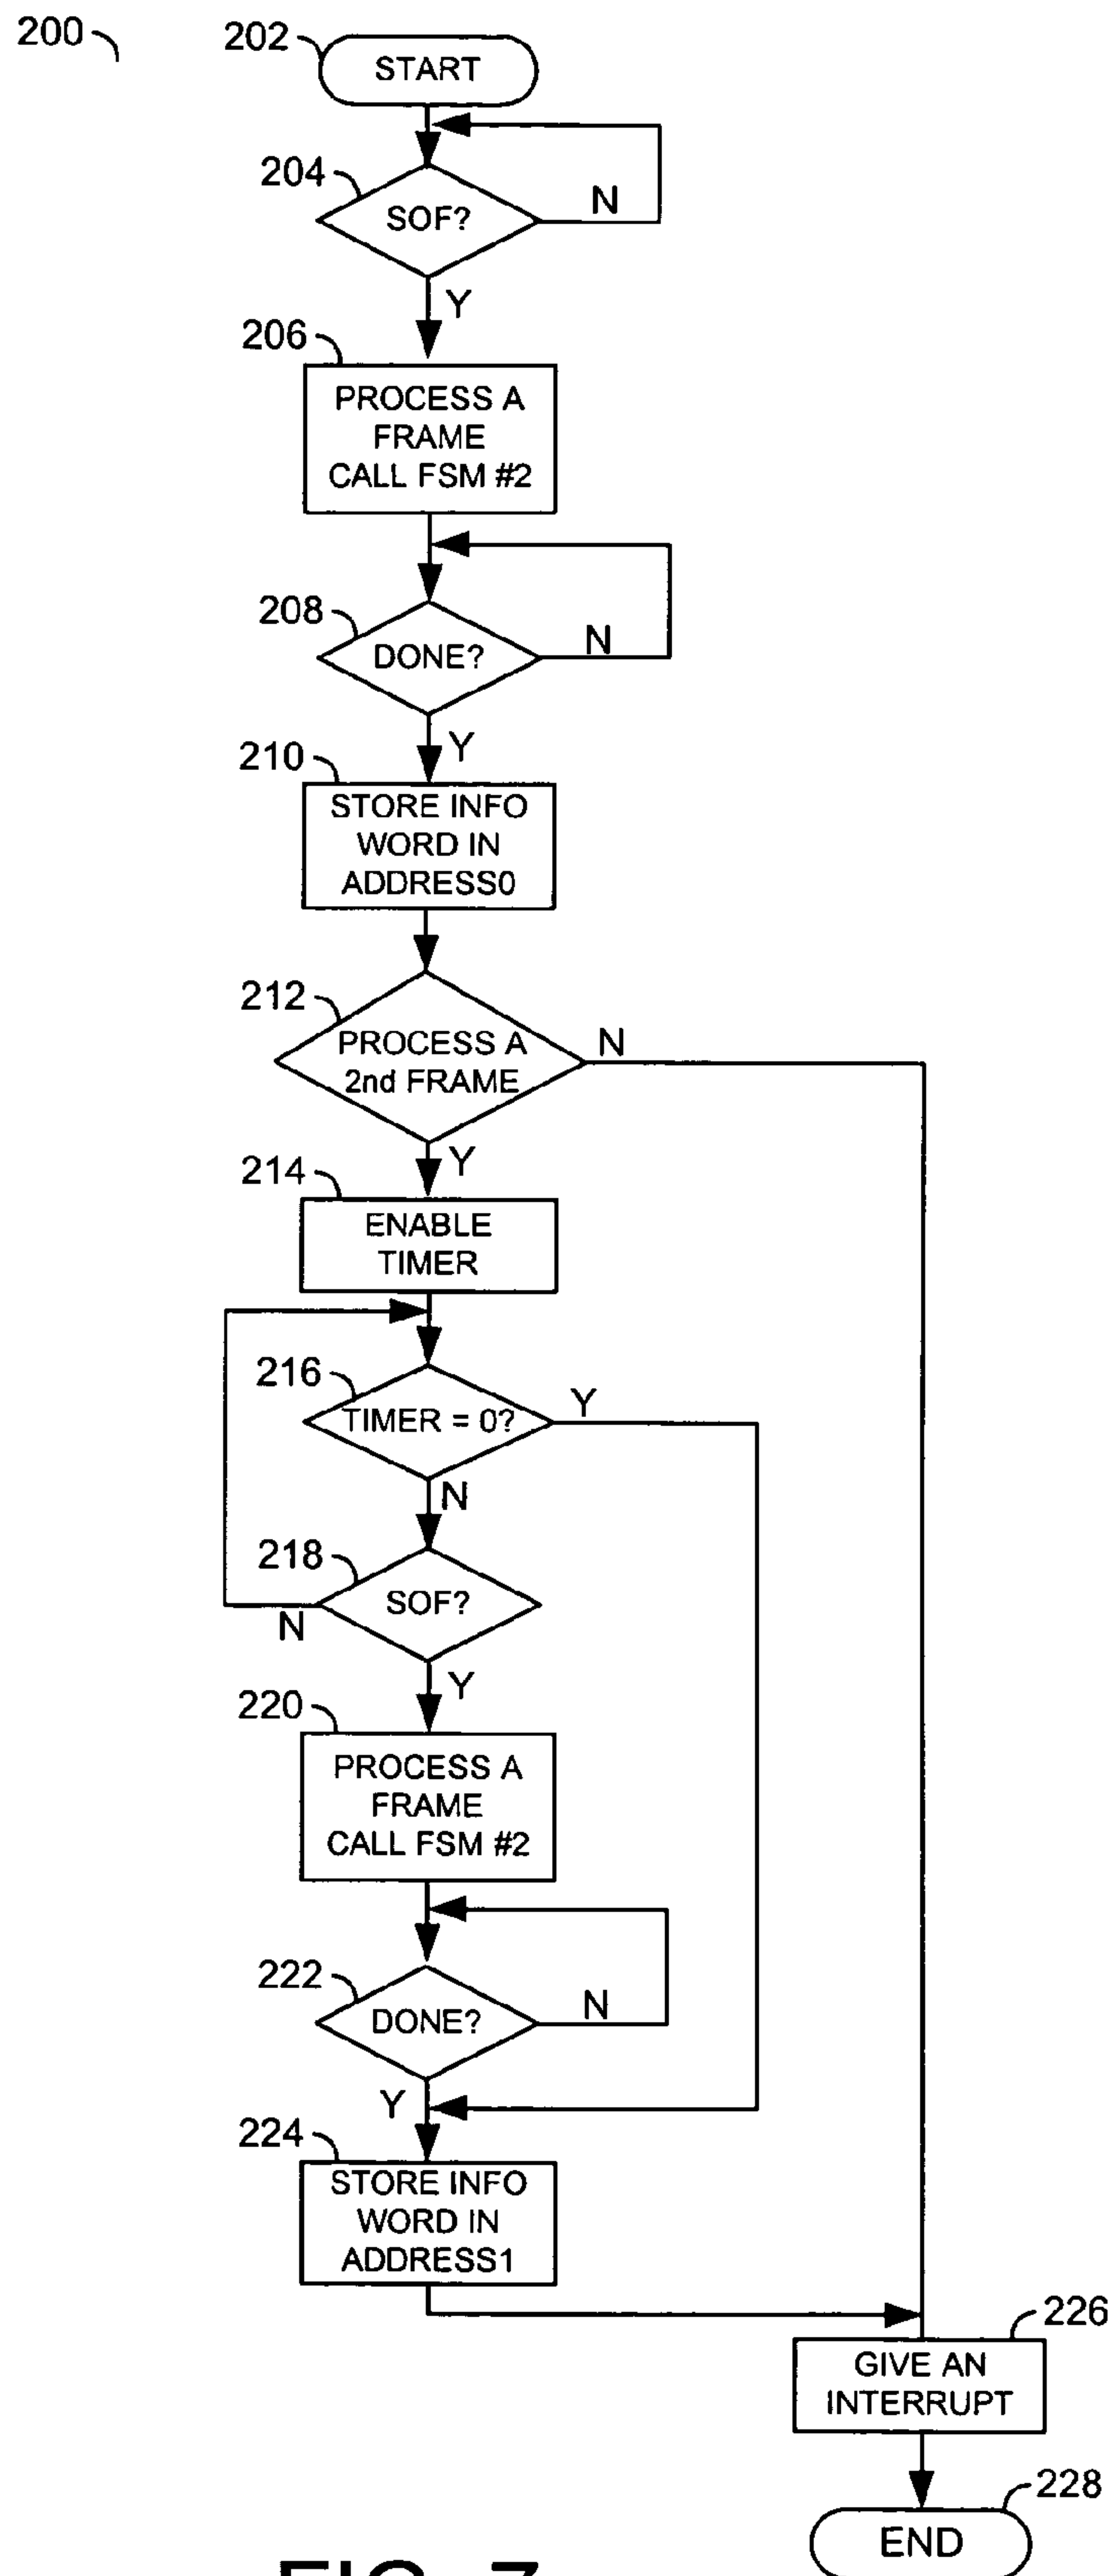 200
202
START
204
SOF?
N
Y
206
PROCESS A
FRAME
CALL FSM #2
208
DONE?
N
Y
210
STORE INFO
WORD IN
ADDRESS0
212
PROCESS A
2nd FRAME
N
Y
214
ENABLE
TIMER
216
TIMER = 0?
Y
N
218
SOF?
N
Y
220
PROCESS A
FRAME
CALL FSM #2
222
DONE?
N
Y
224
STORE INFO
WORD IN
ADDRESS1
226
GIVE AN
INTERRUPT
228
END
FIG. 7